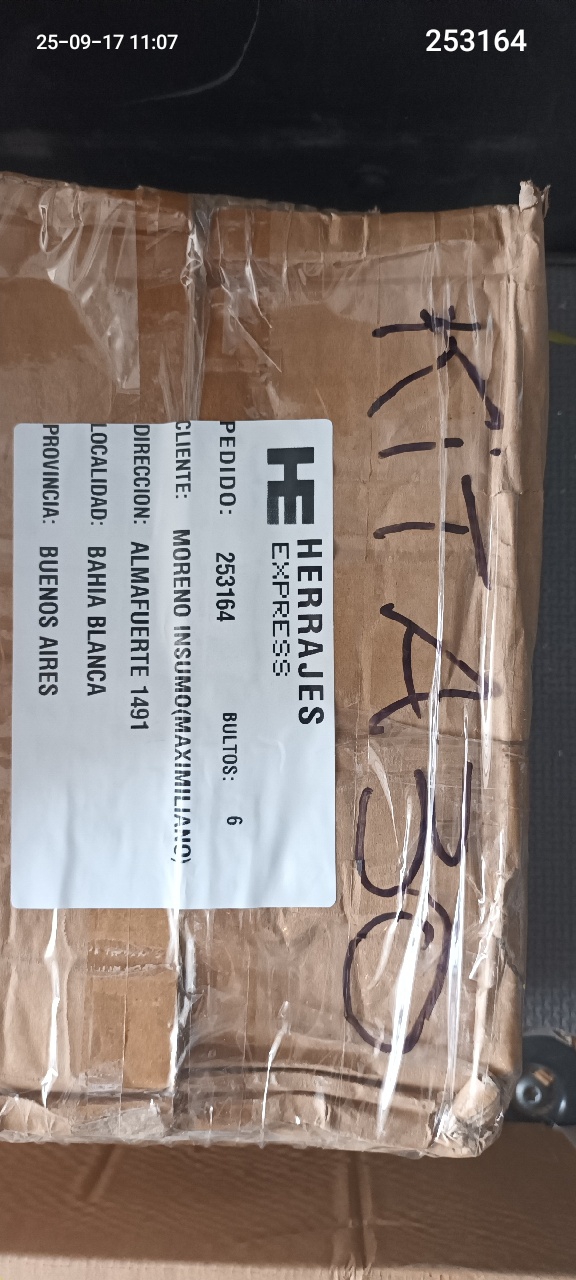 25-09-17 11:07
253164
KiT A 30
HE HERRAJES
EXPRESS
PEDIDO: 253164 BULTOS: 6
CLIENTE: MORENO INSUMO(MAXIMILIANO)
DIRECCION: ALMAFUERTE 1491
LOCALIDAD: BAHIA BLANCA
PROVINCIA: BUENOS AIRES